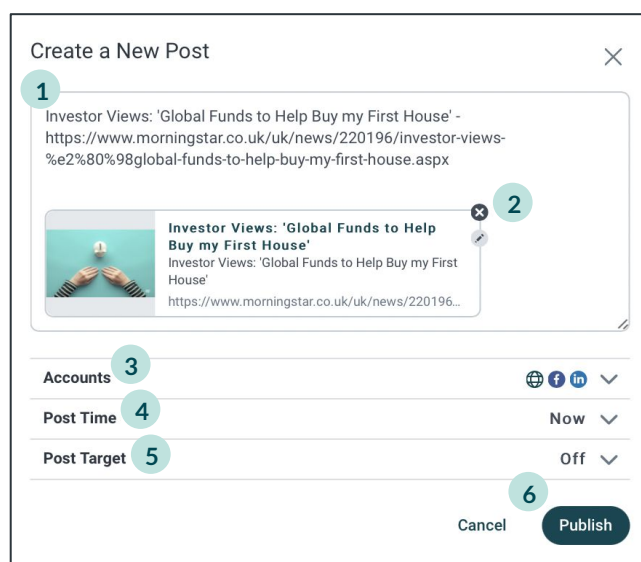 Create a New Post
1
Investor Views: 'Global Funds to Help Buy my First House' -
https://www.morningstar.co.uk/uk/news/220196/investor-views-
%e2%80%98global-funds-to-help-buy-my-first-house.aspx
2
Investor Views: 'Global Funds to Help
Buy my First House'
Investor Views: 'Global Funds to Help Buy my First
House'
https://www.morningstar.co.uk/uk/news/220196...
Accounts 3
f in
Post Time 4 Now
Post Target 5 Off
6
Cancel Publish